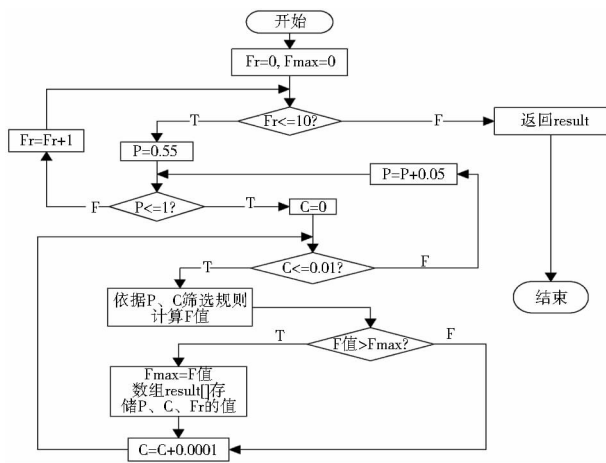 开始
Fr=0, Fmax=0
Fr<=10?
T
F
返回result
Fr=Fr+1
P=0.55
P=P+0.05
P<=1?
F
T
C=0
C<=0.01?
T
F
依据P、C筛选规则
计算F值
结束
F值>Fmax?
T
F
Fmax=F值
数组result[]存
储P、C、Fr的值
C=C+0.0001